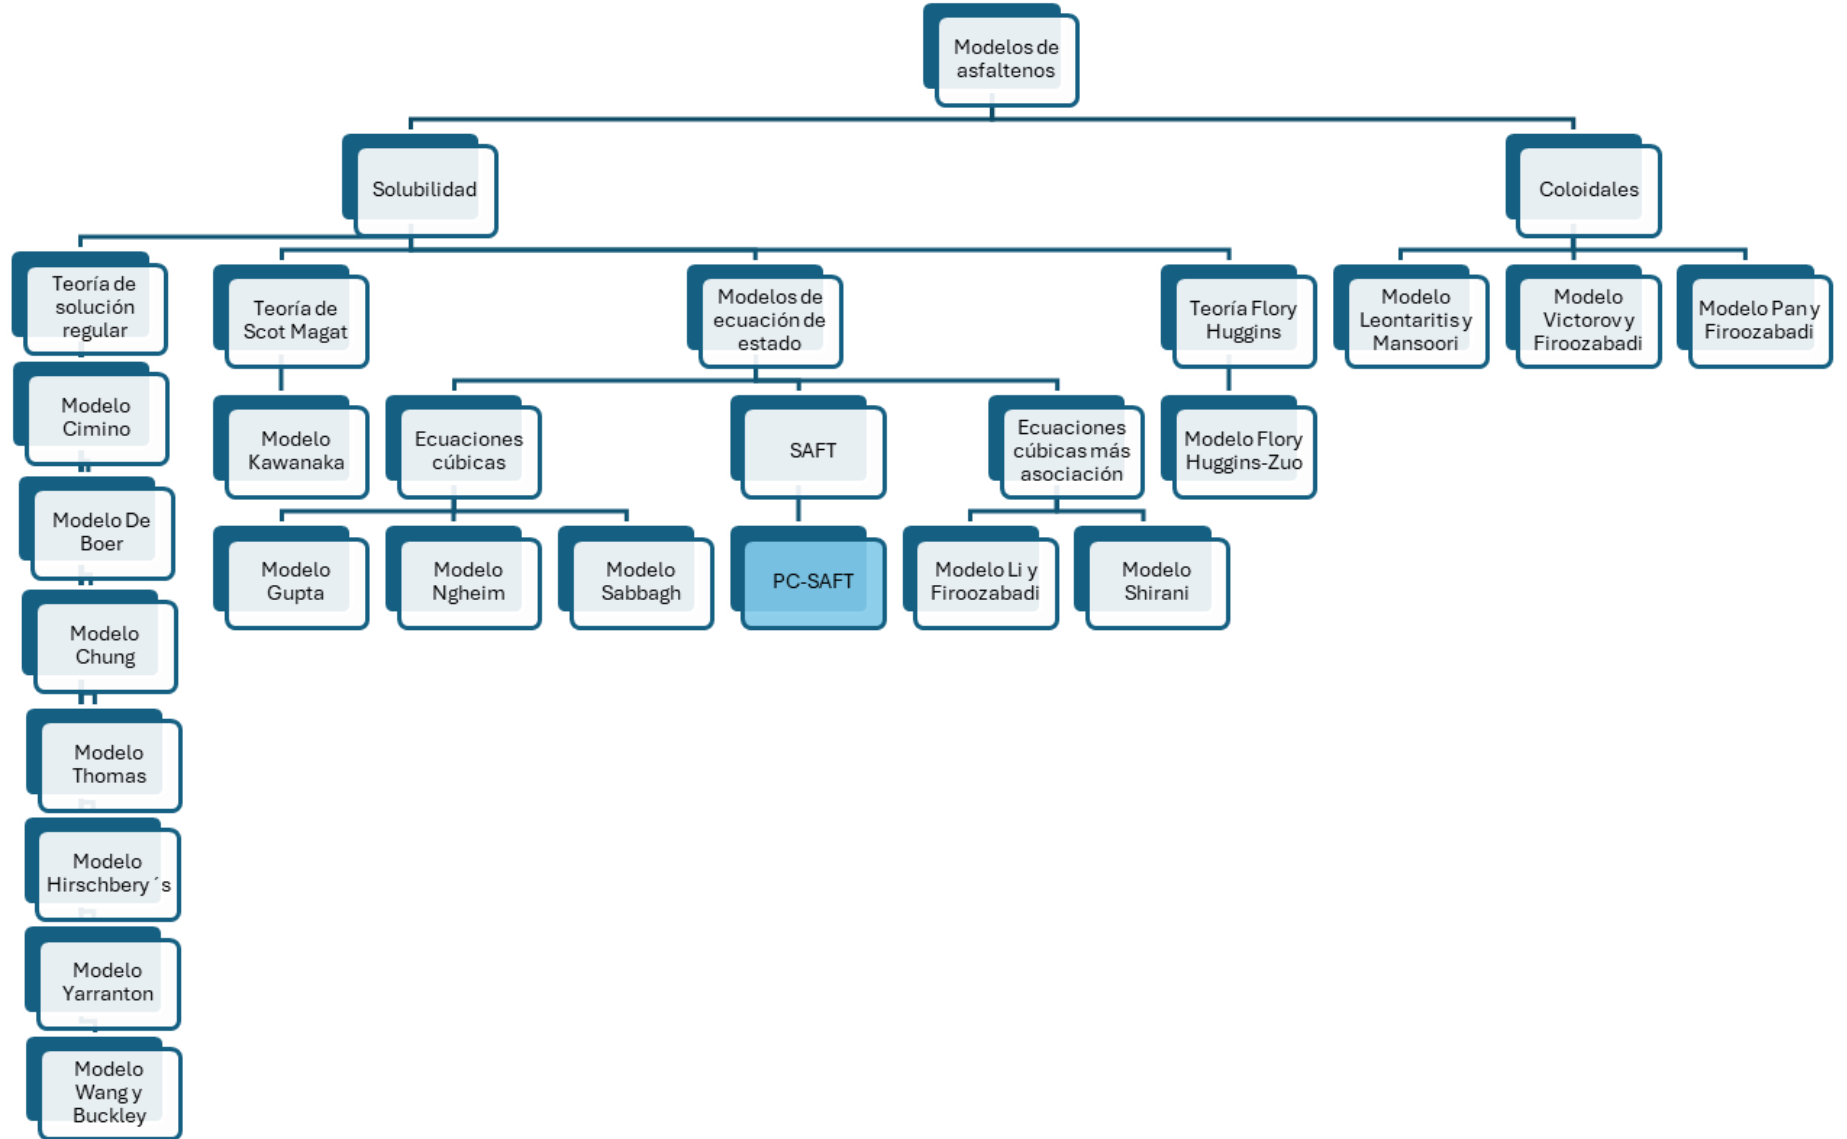 Modelos de
asfaltenos
Solubilidad
Coloidales
Teoría de
solución
regular
Teoría de
Scot Magat
Modelos de
ecuación de
estado
Teoría Flory
Huggins
Modelo
Leontaritis y
Mansoori
Modelo
Victorov y
Firoozabadi
Modelo Pan y
Firoozabadi
Modelo
Cimino
Modelo
Kawanaka
Ecuaciones
cúbicas
SAFT
Ecuaciones
cúbicas más
asociación
Modelo Flory
Huggins-Zuo
Modelo De
Boer
Modelo
Gupta
Modelo
Ngheim
Modelo
Sabbagh
PC-SAFT
Modelo Li y
Firoozabadi
Modelo
Shirani
Modelo
Chung
Modelo
Thomas
Modelo
Hirschbery´s
Modelo
Yarranton
Modelo
Wang y
Buckley